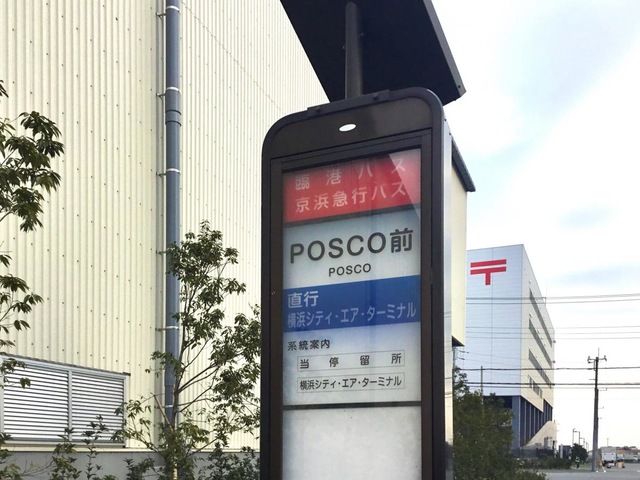 臨港バス
京浜急行バス
POSCO前
POSCO
直行
横浜シティ・エア・ターミナル
系統案内
当停留所
横浜シティ・エア・ターミナル